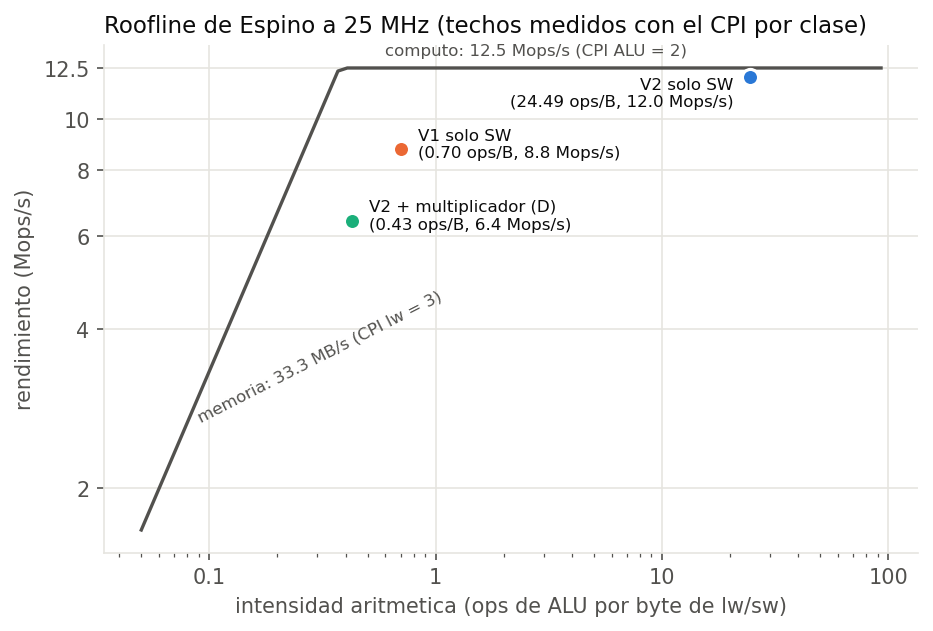 Roofline de Espino a 25 MHz (techos medidos con el CPI por clase)
computo: 12.5 Mops/s (CPI ALU = 2)
12.5
V2 solo SW
(24.49 ops/B, 12.0 Mops/s)
10
V1 solo SW
(0.70 ops/B, 8.8 Mops/s)
8
V2 + multiplicador (D)
(0.43 ops/B, 6.4 Mops/s)
6
rendimiento (Mops/s)
memoria: 33.3 MB/s (CPI lw = 3)
4
2
0.1
1
10
100
intensidad aritmetica (ops de ALU por byte de lw/sw)